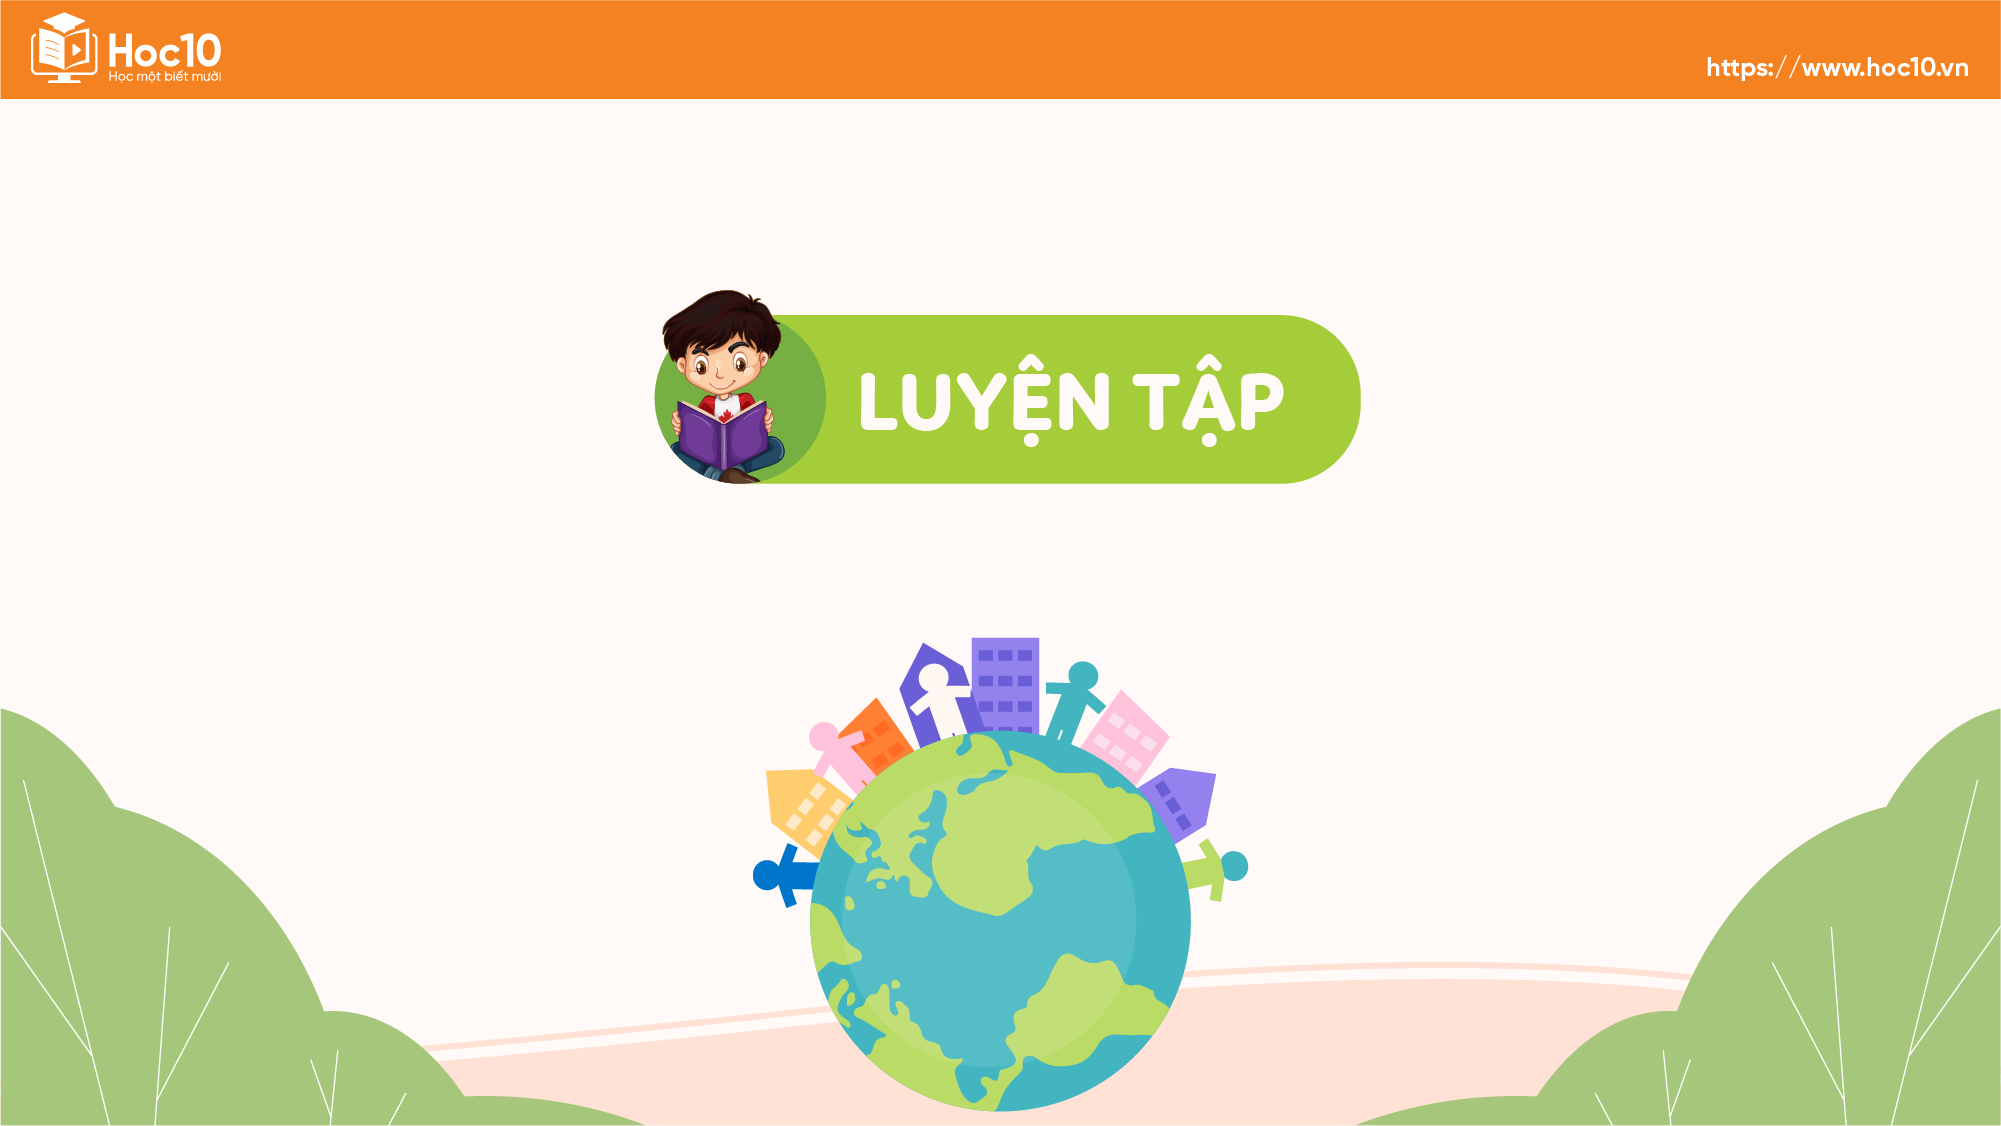 Hoc10
Học một biết mười
https://www.hoc10.vn
LUYỆN TẬP